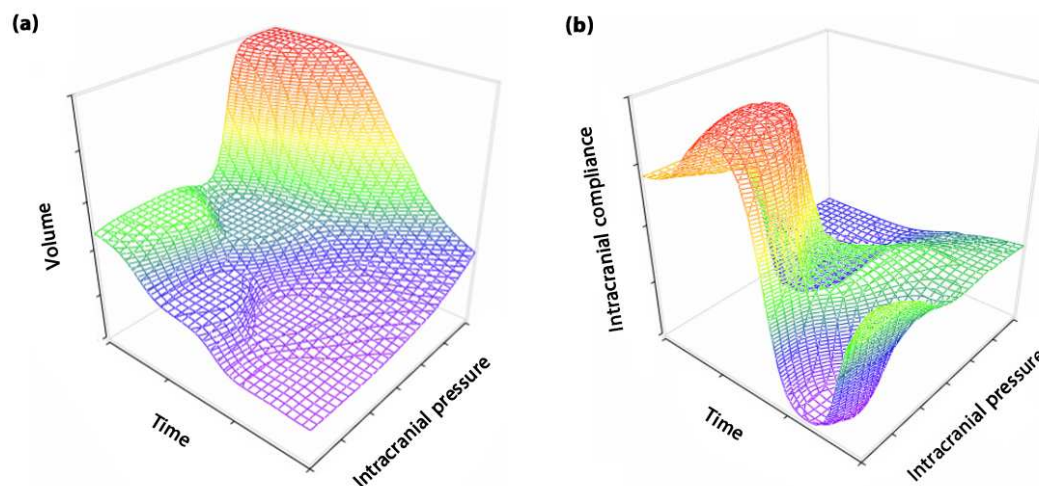 (a)
Volume
Time
Intracranial pressure
(b)
Intracranial compliance
Time
Intracranial pressure